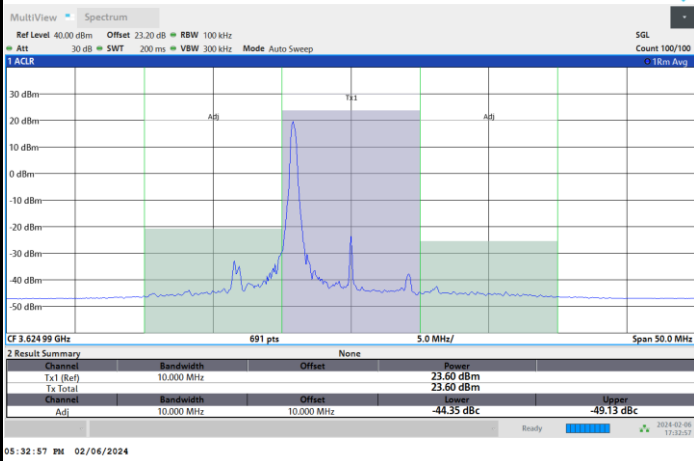 MultiView Spectrum
Ref Level 40.00 dBm Offset 23.20 dB RBW 100 kHz SGL
Att 30 dB SWT 200 ms VBW 300 kHz Mode Auto Sweep Count 100/100
1 ACLR 1Rm Avg
30 dBm
Tx1
20 dBm
Adj Adj
10 dBm
0 dBm
-10 dBm
-20 dBm
-30 dBm
-40 dBm
-50 dBm
CF 3.624 99 GHz 691 pts 5.0 MHz/ Span 50.0 MHz
2 Result Summary None
Channel Bandwidth Offset Power
Tx1 (Ref) 10.000 MHz 23.60 dBm
Tx Total 23.60 dBm
Channel Bandwidth Offset Lower Upper
Adj 10.000 MHz 10.000 MHz -44.35 dBc -49.13 dBc
Ready 2024-02-06
17:32:57
05:32:57 PM 02/06/2024